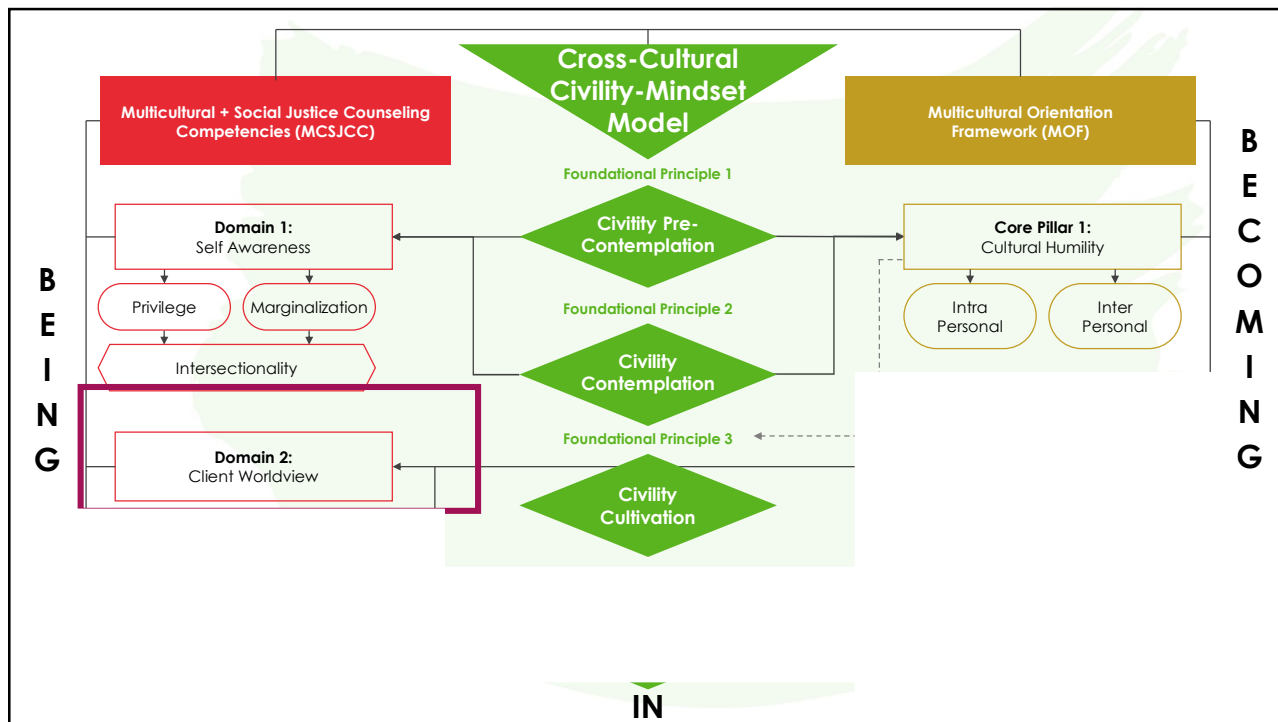 Cross-Cultural
Civility-Mindset
Model
Multicultural + Social Justice Counseling
Competencies (MCSJCC)
Multicultural Orientation
Framework (MOF)
Foundational Principle 1
Civitity Pre-
Contemplation
Domain 1:
Self Awareness
Core Pillar 1:
Cultural Humility
Privilege
Marginalization
Intra
Personal
Inter
Personal
Intersectionality
Foundational Principle 2
Civility
Contemplation
Foundational Principle 3
Domain 2:
Client Worldview
Civility
Cultivation
B
E
I
N
G
B
E
C
O
M
I
N
G
IN